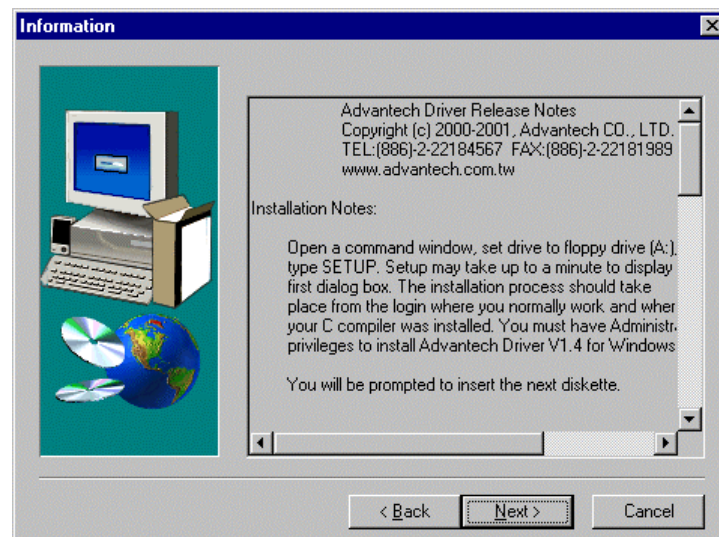 Information
Advantech Driver Release Notes
Copyright (c) 2000-2001, Advantech CO., LTD.
TEL:(886)-2-22184567 FAX:(886)-2-22181989
www.advantech.com.tw
Installation Notes:
Open a command window, set drive to floppy drive (A:),
type SETUP. Setup may take up to a minute to display
first dialog box. The installation process should take
place from the login where you normally work and wher
your C compiler was installed. You must have Administr
privileges to install Advantech Driver V1.4 for Windows
You will be prompted to insert the next diskette.
< Back
Next >
Cancel